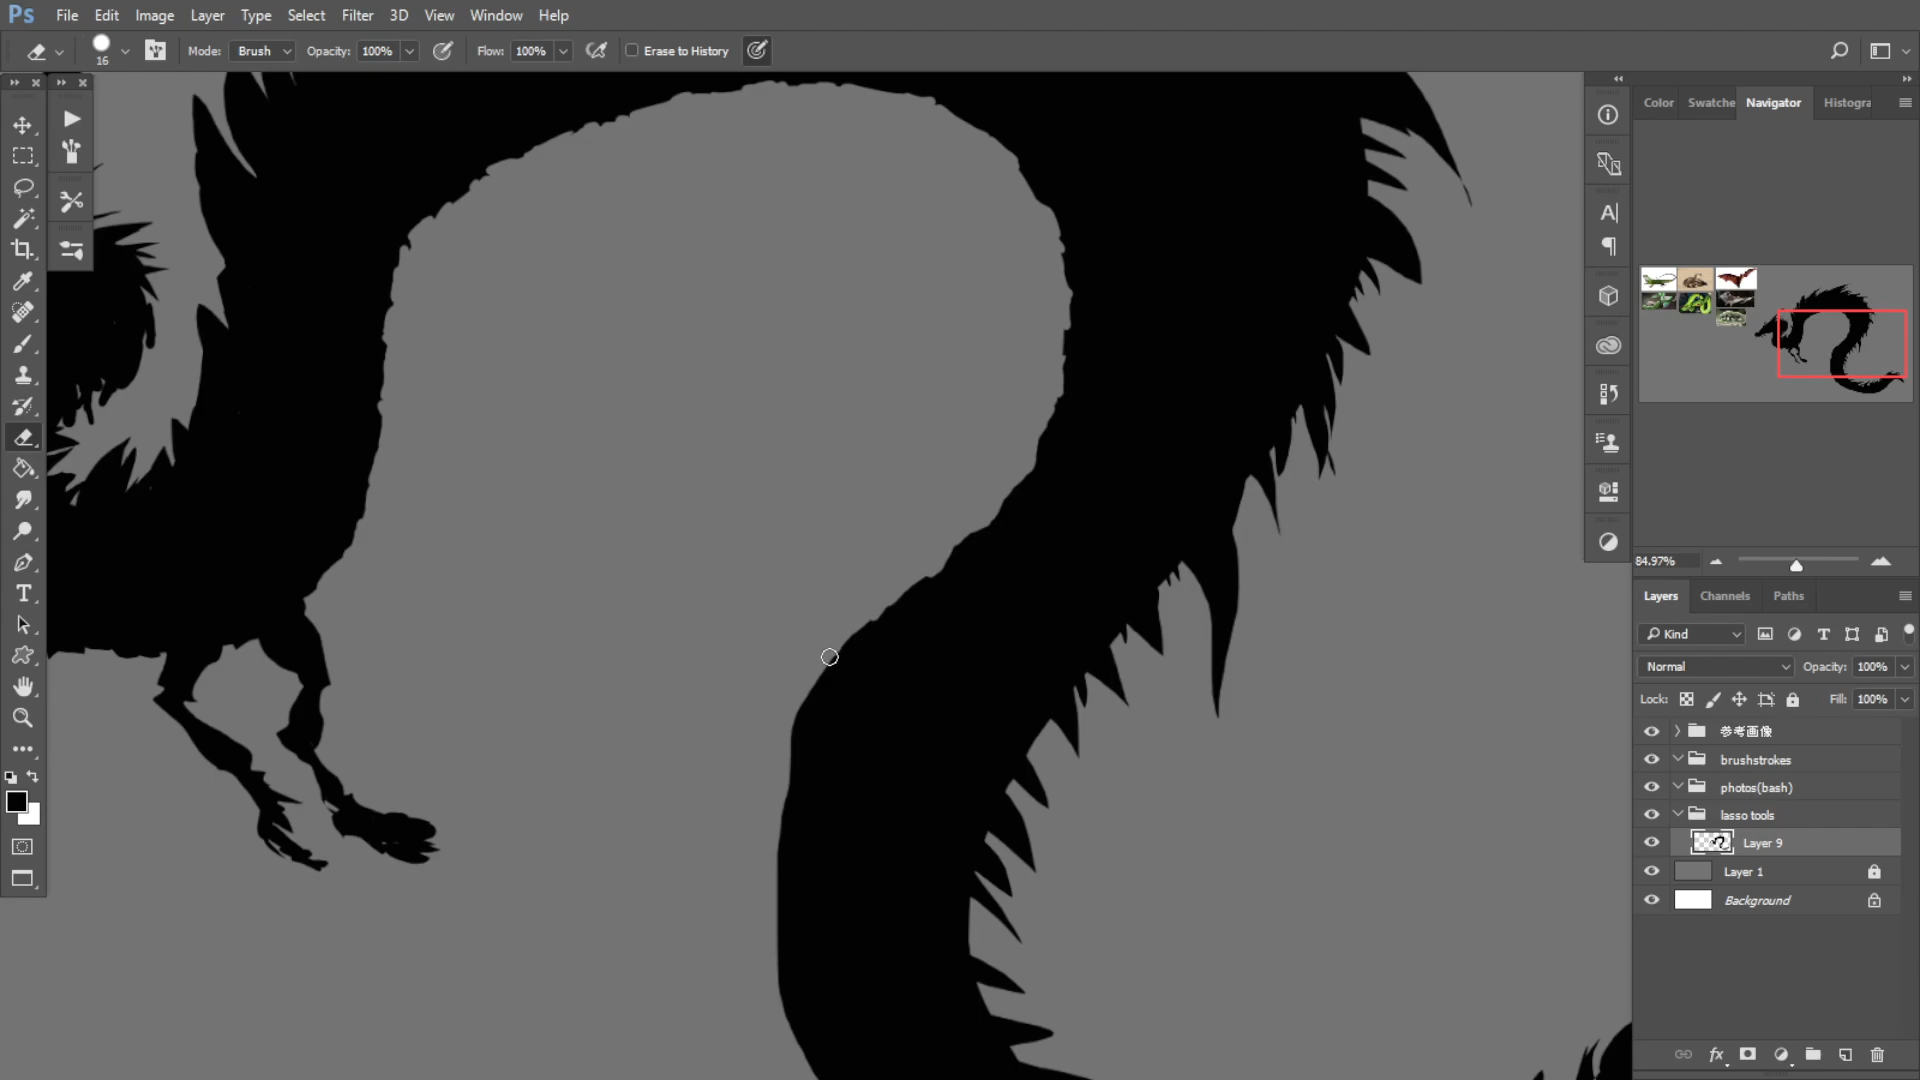 Ps File Edit Image Layer Type Select Filter 3D View Window Help
16 Mode: Brush Opacity: 100% Flow: 100% Erase to History
Color Swatche Navigator Histogra
84.97%
Layers Channels Paths
Kind
Normal Opacity: 100%
Lock: Fill: 100%
参考画像
brushstrokes
photos(bash)
lasso tools
Layer 9
Layer 1
Background